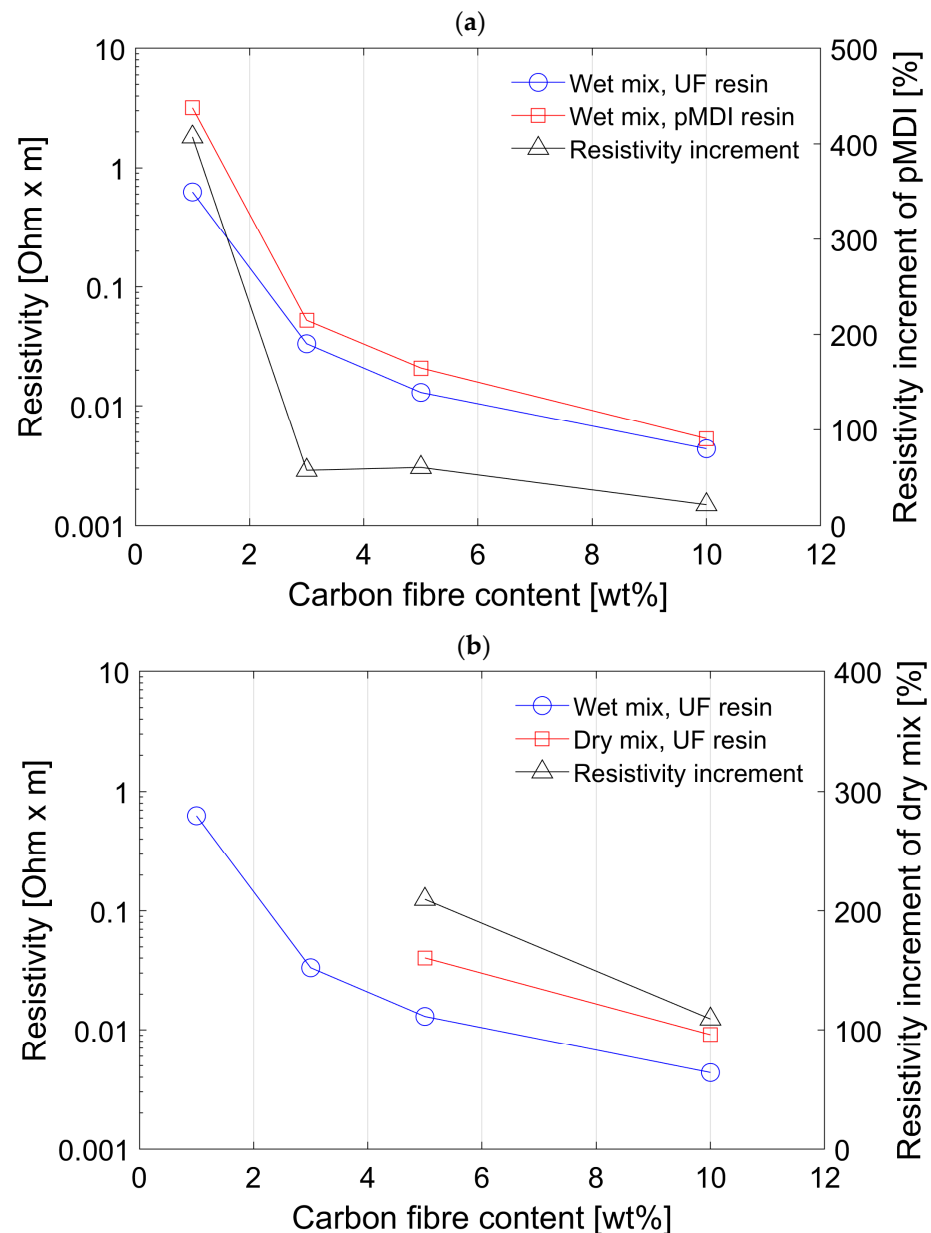 (a)
10
1
0.1
0.01
0.001
Resistivity [Ohm x m]
Wet mix, UF resin
Wet mix, pMDI resin
Resistivity increment
500
400
300
200
100
0
Resistivity increment of pMDI [%]
0 2 4 6 8 10 12
Carbon fibre content [wt%]
(b)
10
1
0.1
0.01
0.001
Resistivity [Ohm x m]
Wet mix, UF resin
Dry mix, UF resin
Resistivity increment
400
300
200
100
0
Resistivity increment of dry mix [%]
0 2 4 6 8 10 12
Carbon fibre content [wt%]